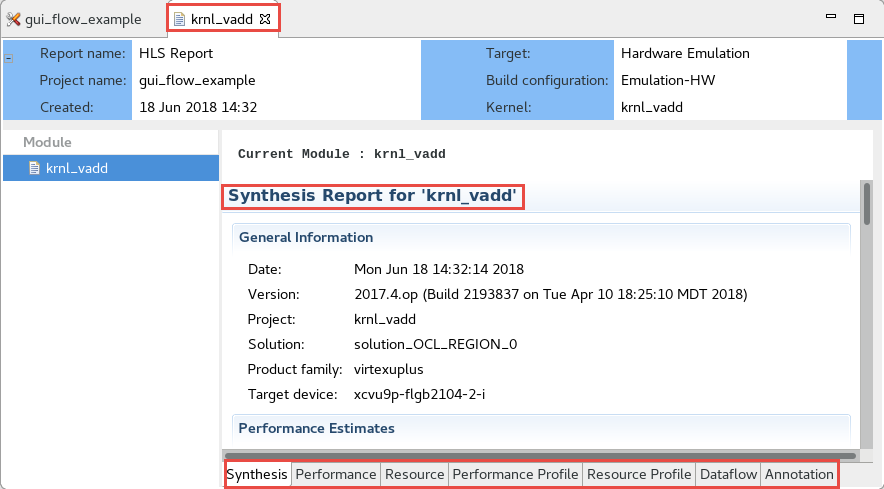 gui_flow_example krnl_vadd
Report name: HLS Report Target: Hardware Emulation
Project name: gui_flow_example Build configuration: Emulation-HW
Created: 18 Jun 2018 14:32 Kernel: krnl_vadd
Module
krnl_vadd
Current Module : krnl_vadd
Synthesis Report for 'krnl_vadd'
General Information
Date: Mon Jun 18 14:32:14 2018
Version: 2017.4.op (Build 2193837 on Tue Apr 10 18:25:10 MDT 2018)
Project: krnl_vadd
Solution: solution_OCL_REGION_0
Product family: virtexuplus
Target device: xcvu9p-flgb2104-2-i
Performance Estimates
Synthesis Performance Resource Performance Profile Resource Profile Dataflow Annotation